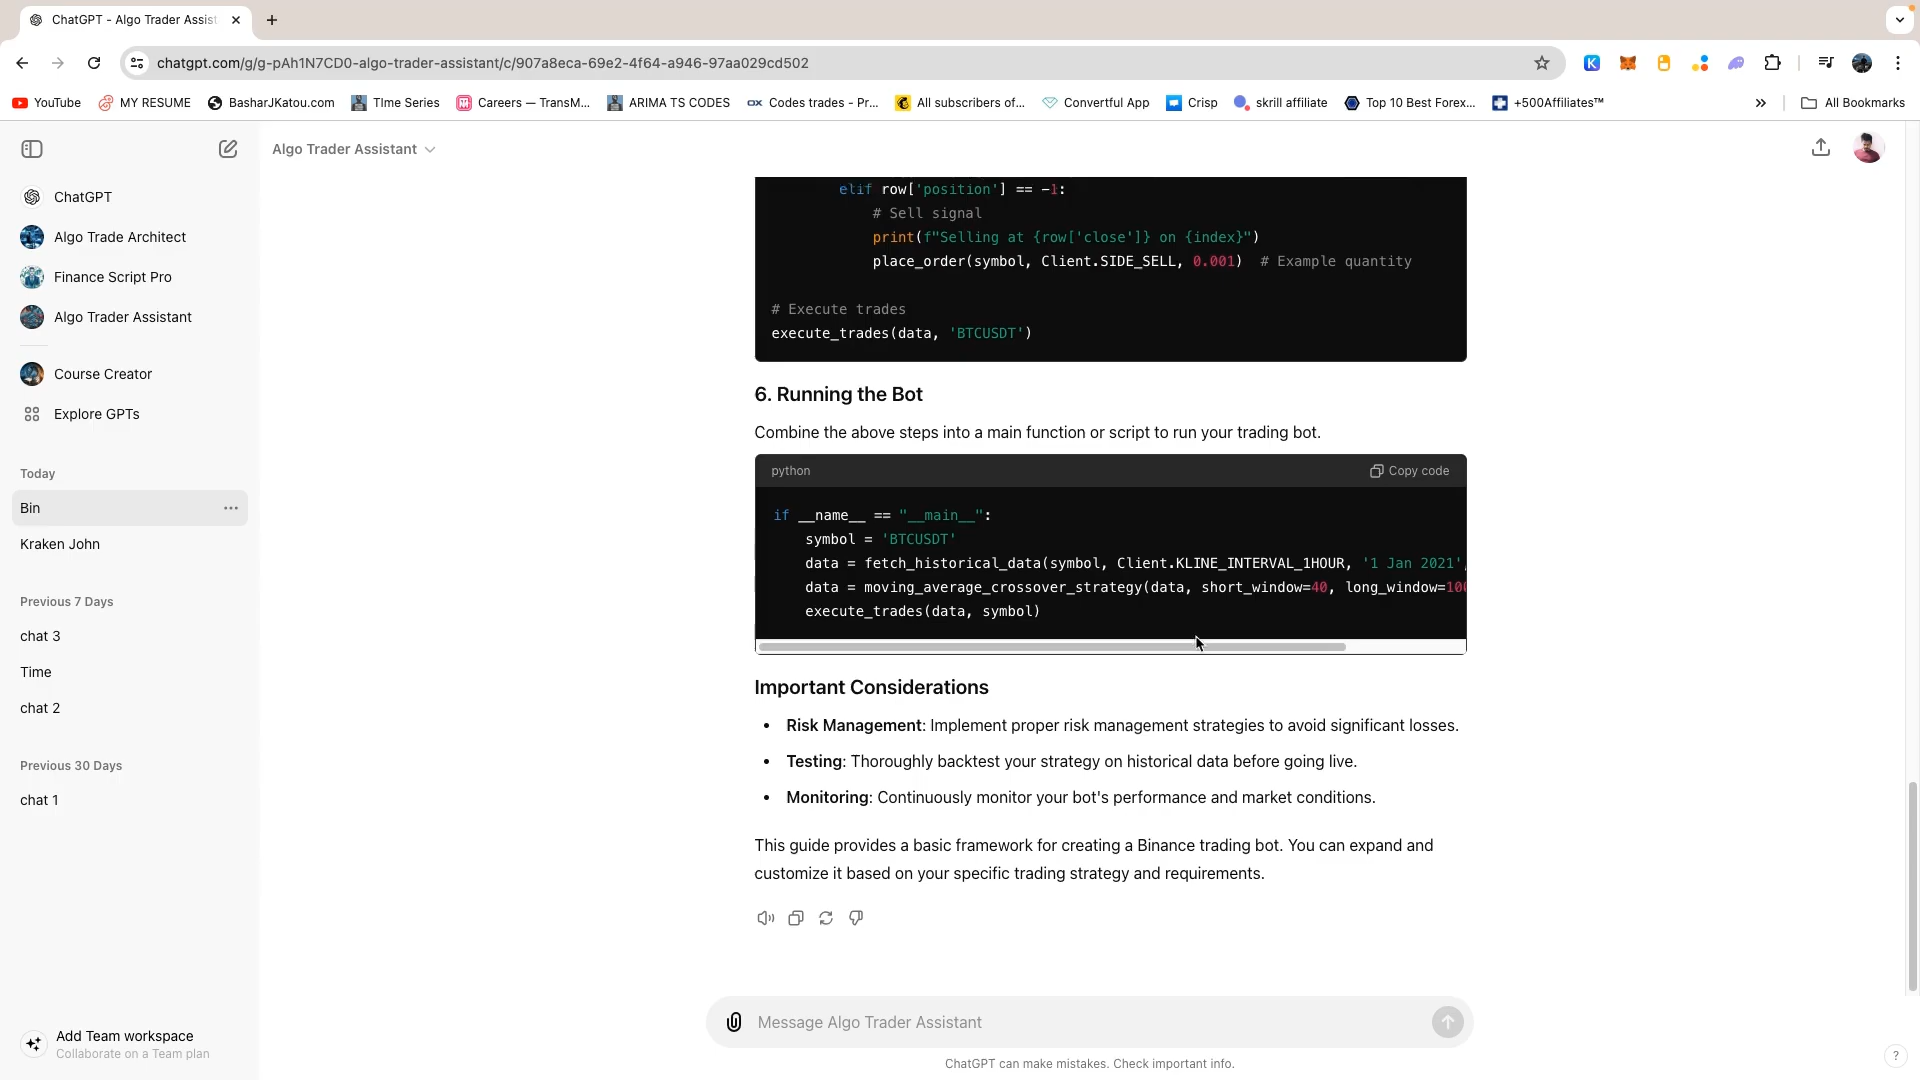 ChatGPT - Algo Trader Assist
chatgpt.com/g/g-pAh1N7CD0-algo-trader-assistant/c/907a8eca-69e2-4f64-a946-97aa029cd502
YouTube MY RESUME BasharJKatou.com TIme Series Careers — TransM... ARIMA TS CODES Codes trades - Pr... All subscribers of... Convertful App Crisp skrill affiliate Top 10 Best Forex... +500Affiliates™ » All Bookmarks
Algo Trader Assistant
ChatGPT
Algo Trade Architect
Finance Script Pro
Algo Trader Assistant
Course Creator
Explore GPTs
Today
Bin
Kraken John
Previous 7 Days
chat 3
Time
chat 2
Previous 30 Days
chat 1
Add Team workspace
Collaborate on a Team plan
elif row['position'] == -1:
# Sell signal
print(f"Selling at {row['close']} on {index}")
place_order(symbol, Client.SIDE_SELL, 0.001)  # Example quantity
# Execute trades
execute_trades(data, 'BTCUSDT')
6. Running the Bot
Combine the above steps into a main function or script to run your trading bot.
python Copy code
if __name__ == "__main__":
symbol = 'BTCUSDT'
data = fetch_historical_data(symbol, Client.KLINE_INTERVAL_1HOUR, '1 Jan 2021',
data = moving_average_crossover_strategy(data, short_window=40, long_window=100
execute_trades(data, symbol)
Important Considerations
• Risk Management: Implement proper risk management strategies to avoid significant losses.
• Testing: Thoroughly backtest your strategy on historical data before going live.
• Monitoring: Continuously monitor your bot's performance and market conditions.
This guide provides a basic framework for creating a Binance trading bot. You can expand and
customize it based on your specific trading strategy and requirements.
Message Algo Trader Assistant
ChatGPT can make mistakes. Check important info.
?